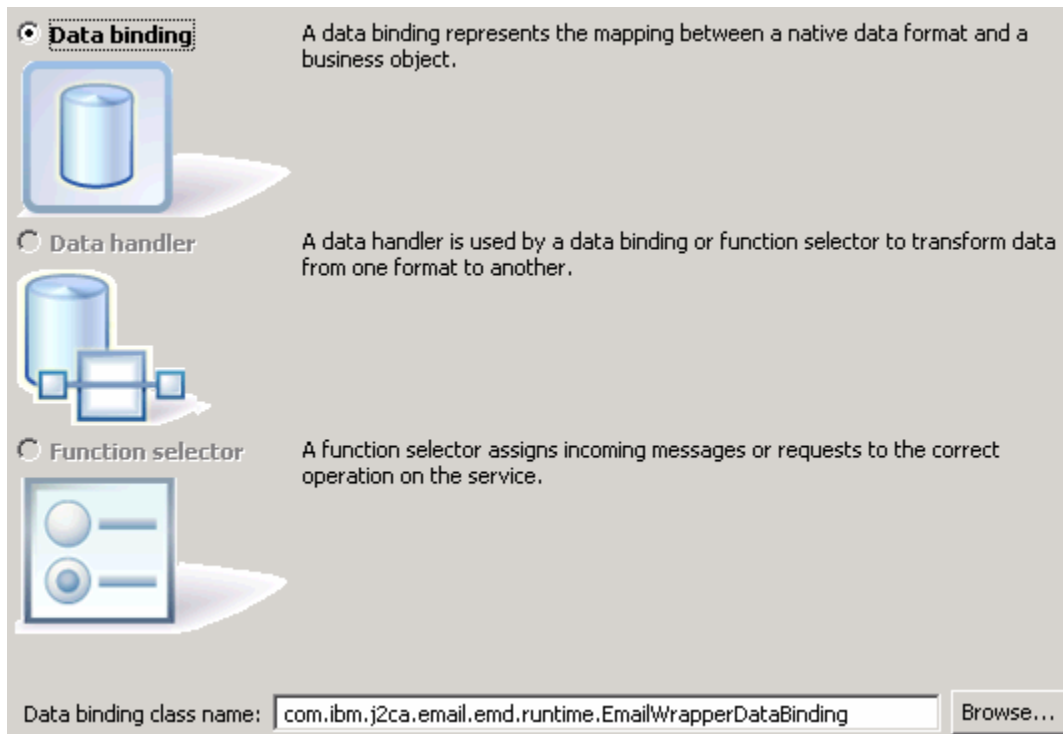 Data binding
A data binding represents the mapping between a native data format and a
business object.
Data handler
A data handler is used by a data binding or function selector to transform data
from one format to another.
Function selector
A function selector assigns incoming messages or requests to the correct
operation on the service.
Data binding class name: com.ibm.j2ca.email.emd.runtime.EmailWrapperDataBinding Browse...